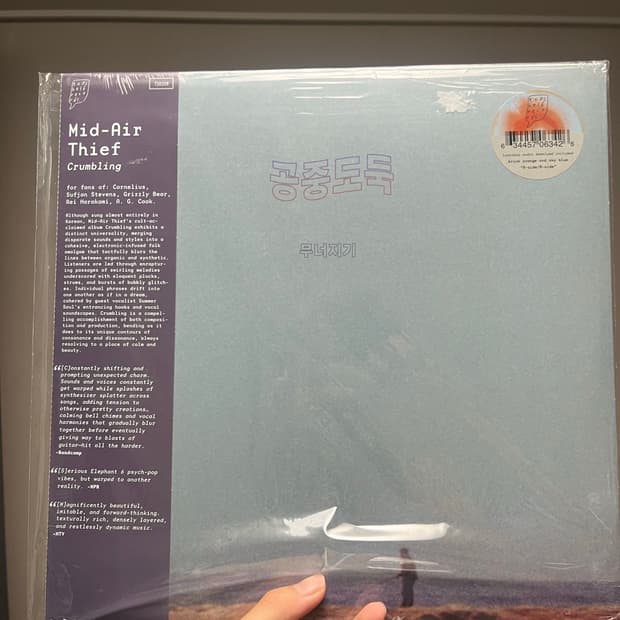 Mid-Air
Thief
Crumbling
for fans of: Cornelius,
Sufjan Stevens, Grizzly Bear,
Rei Harakami, A. G. Cook.
Although sung almost entirely in
Korean, Mid-Air Thief's cult-ac-
claimed album Crumbling exhibits a
distinct universality, merging
disparate sounds and styles into a
cohesive, electronic-infused folk
amalgam that tactfully blurs the
lines between organic and synthetic.
Listeners are led through enraptur-
ing passages of swirling melodies
underscored with eloquent plucks,
strums, and bursts of bubbly glitch-
es. Individual phrases drift into
one another as if in a dream,
cohered by guest vocalist Summer
Soul's entrancing hooks and vocal
soundscapes. Crumbling is a compel-
ling accomplishment of both composi-
tion and production, bending as it
does to its unique contours of
consonance and dissonance, always
resolving to a place of calm and
beauty.
“[C]onstantly shifting and
prompting unexpected charm.
Sounds and voices constantly
get warped while splashes of
synthesizer splatter across
songs, adding tension to
otherwise pretty creations,
calming bell chimes and vocal
harmonies that gradually blur
together before eventually
giving way to blasts of
guitar—hit all the harder.
-Bandcamp
“[S]erious Elephant 6 psych-pop
vibes, but warped to another
reality. -NPR
“[M]agnificently beautiful,
imitable, and forward-thinking.
texturally rich, densely layered,
and restlessly dynamic music.
-MTV
공중도둑
무너지기
6 34457 06342 8
"A-side/B-side"